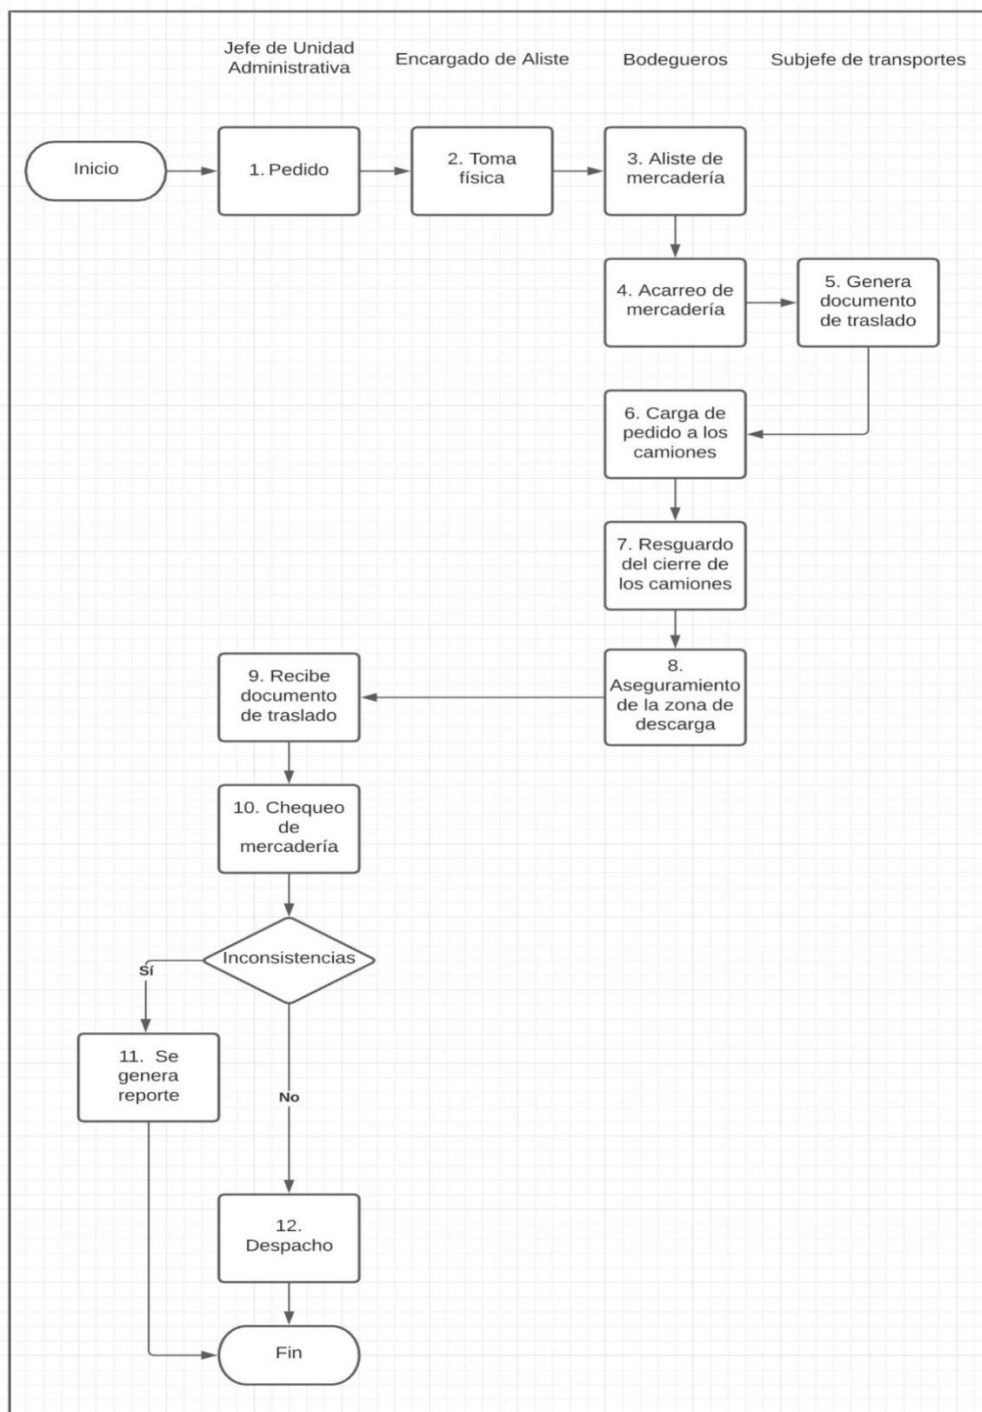 Jefe de Unidad
Administrativa
Encargado de Aliste
Bodegueros
Subjefe de transportes
Inicio
1. Pedido
2. Toma
física
3. Aliste de
mercadería
4. Acarreo de
mercadería
5. Genera
documento
de traslado
6. Carga de
pedido a los
camiones
7. Resguardo
del cierre de
los camiones
8.
Aseguramiento
de la zona de
descarga
9. Recibe
documento
de traslado
10. Chequeo
de
mercadería
Inconsistencias
Sí
11. Se
genera
reporte
No
12.
Despacho
Fin